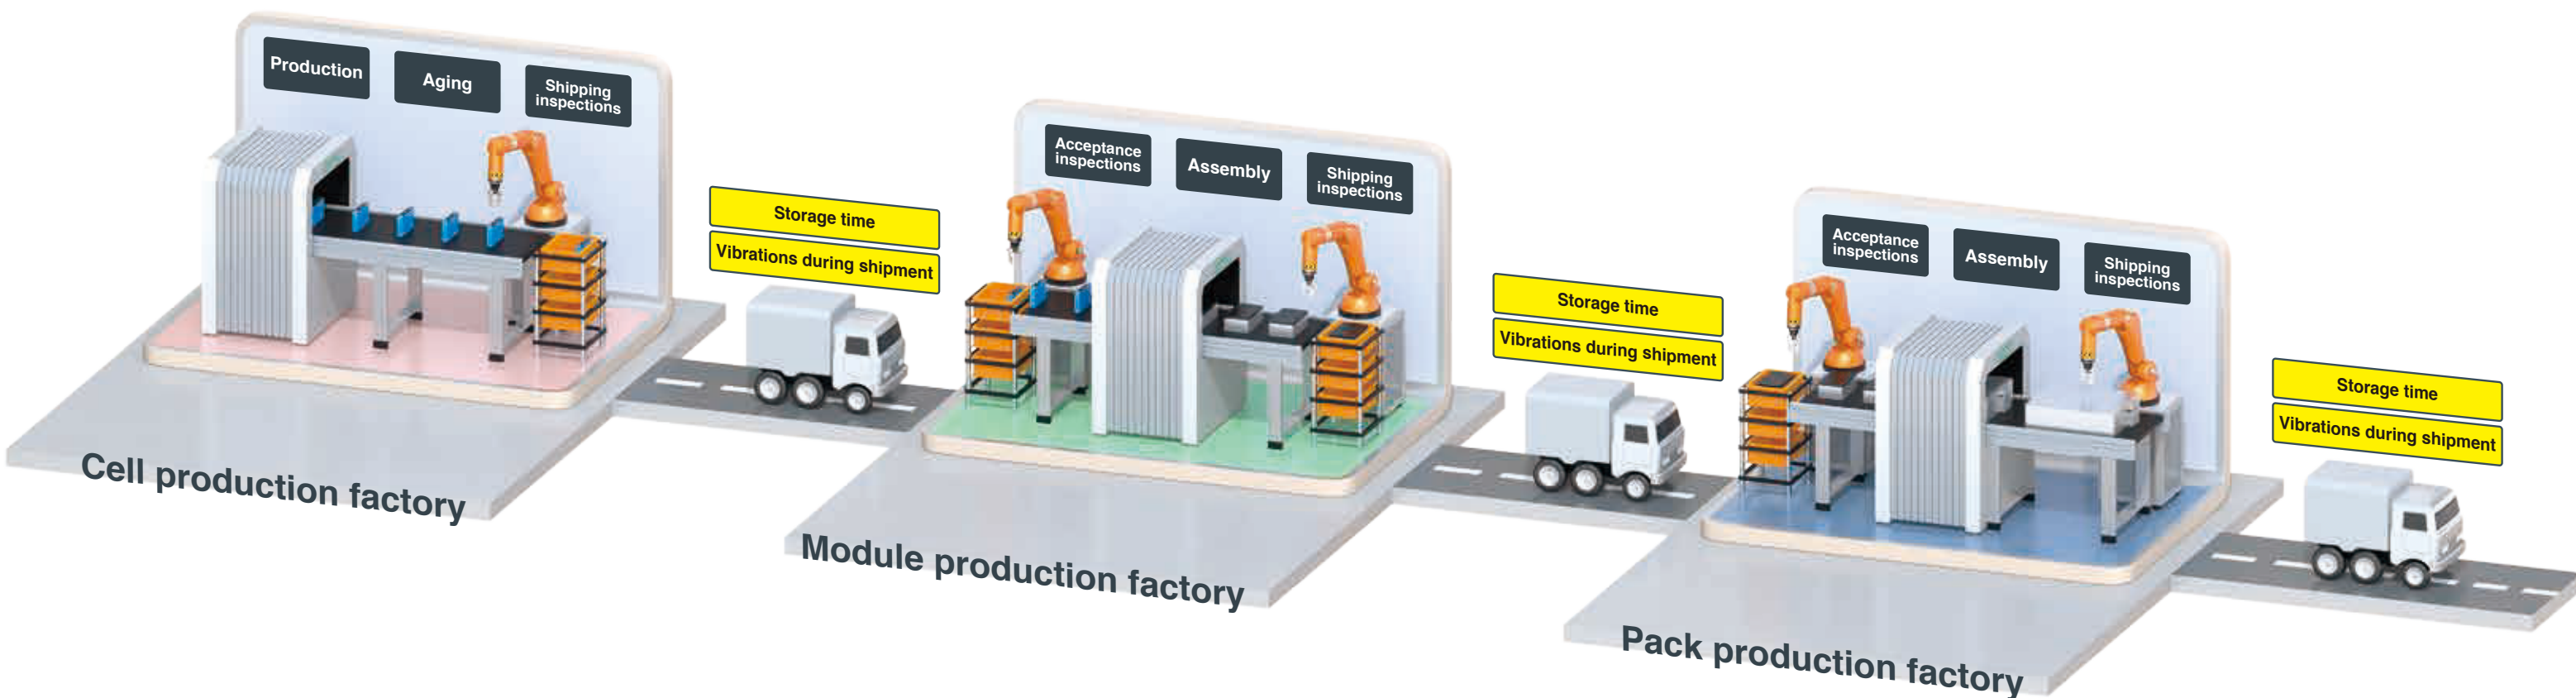 Production
Aging
Shipping
inspections
Cell production factory
Storage time
Vibrations during shipment
Acceptance
inspections
Assembly
Shipping
inspections
Module production factory
Storage time
Vibrations during shipment
Acceptance
inspections
Assembly
Shipping
inspections
Pack production factory
Storage time
Vibrations during shipment